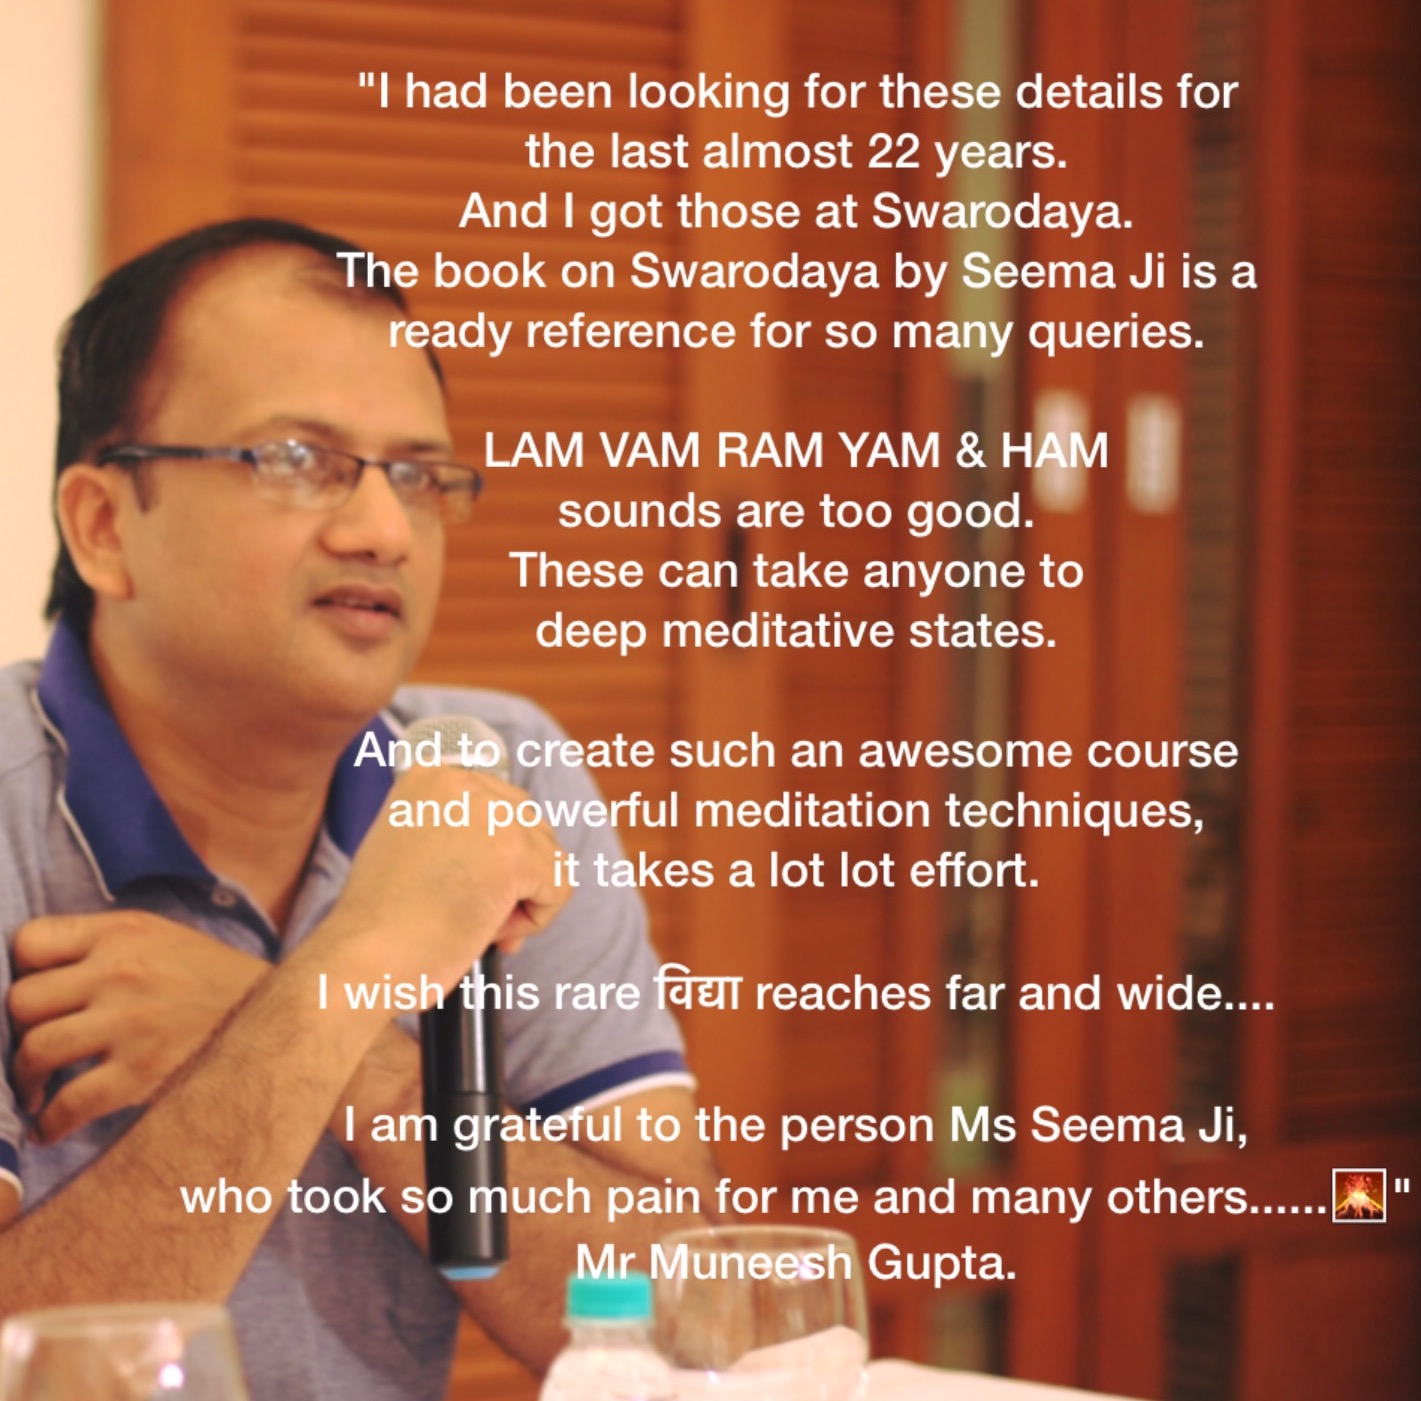 "I had been looking for these details for
the last almost 22 years.
And I got those at Swarodaya.
The book on Swarodaya by Seema Ji is a
ready reference for so many queries.
LAM VAM RAM YAM & HAM
sounds are too good.
These can take anyone to
deep meditative states.
And to create such an awesome course
and powerful meditation techniques,
it takes a lot lot effort.
I wish this rare विद्या reaches far and wide....
I am grateful to the person Ms Seema Ji,
who took so much pain for me and many others......🌋"
Mr Muneesh Gupta.